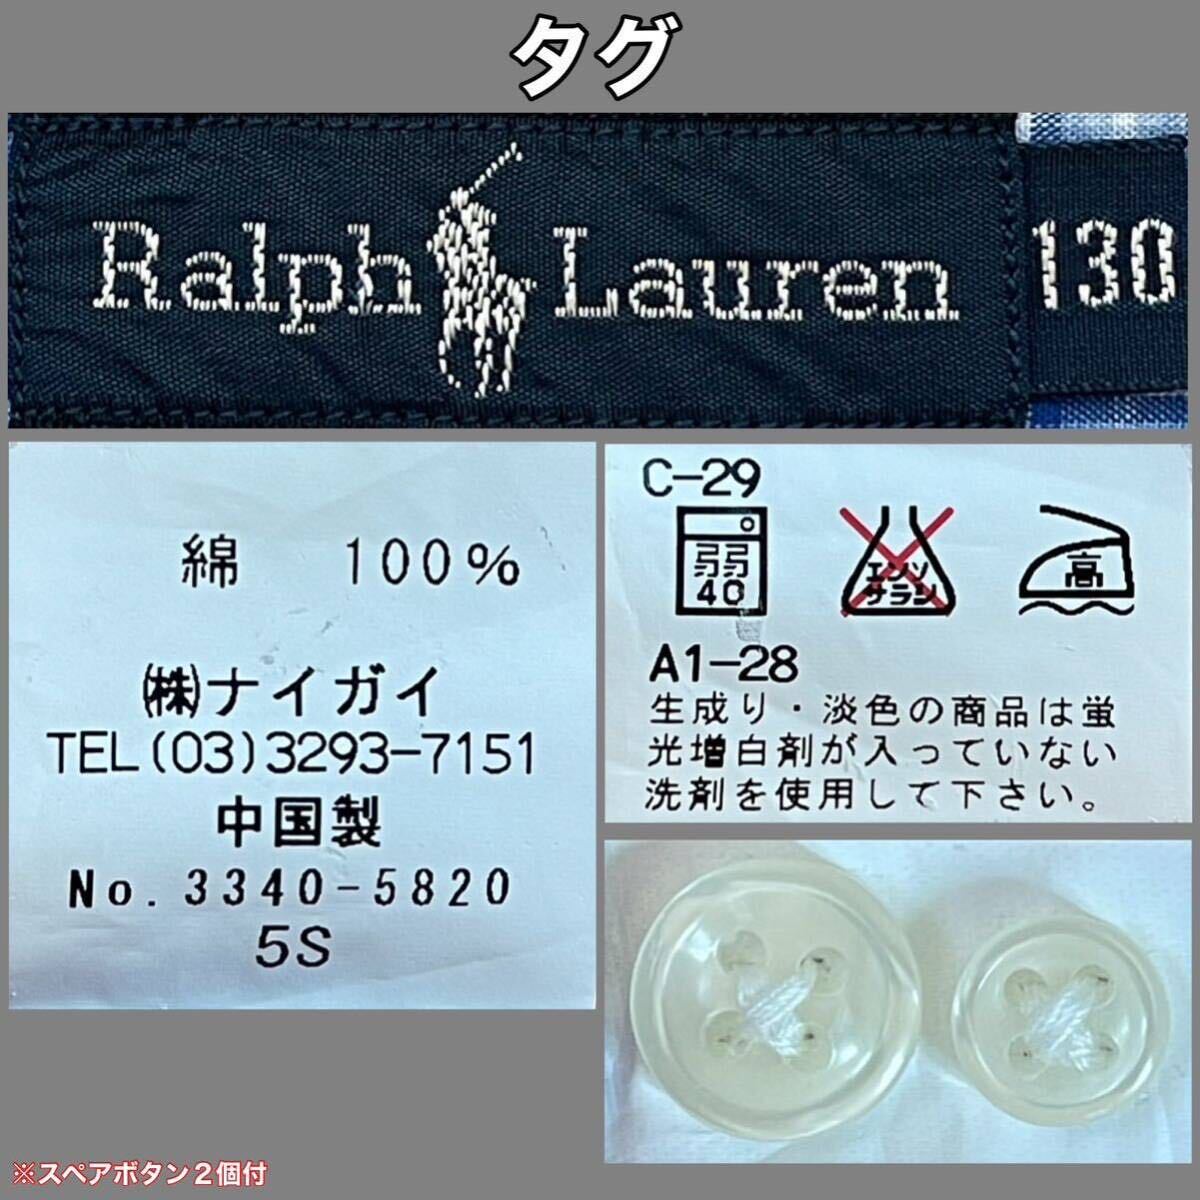 タグ
Ralph Lauren 130
綿 100%
㈱ナイガイ
TEL(03)3293-7151
中国製
No.3340-5820
5S
C-29
弱
40
エンソ
サラシ
高
A1-28
生成り・淡色の商品は蛍
光増白剤が入っていない
洗剤を使用して下さい。
※スペアボタン2個付